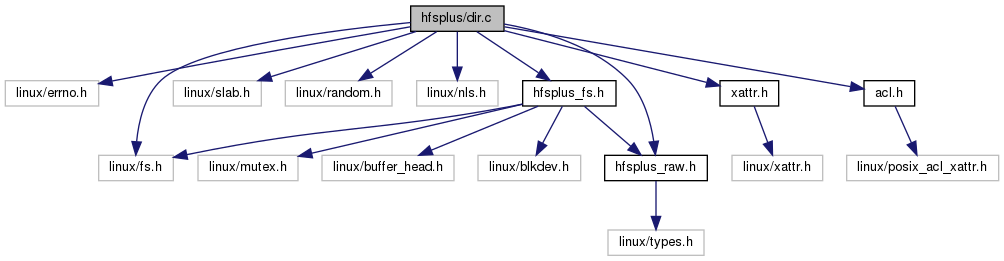 hfsplus/dir.c
linux/errno.h
linux/slab.h
linux/random.h
linux/nls.h
hfsplus_fs.h
xattr.h
acl.h
linux/fs.h
linux/mutex.h
linux/buffer_head.h
linux/blkdev.h
hfsplus_raw.h
linux/xattr.h
linux/posix_acl_xattr.h
linux/types.h